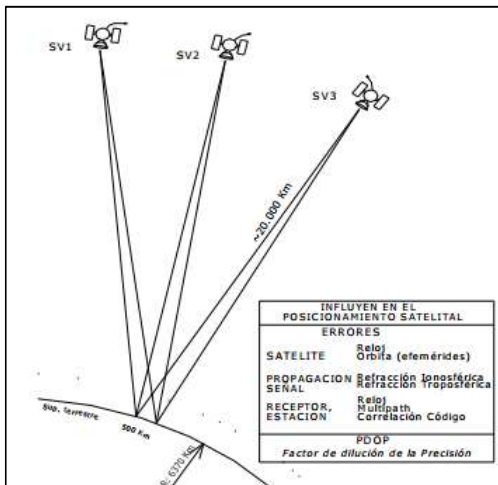 SV1
SV2
SV3
~20.000 Km
Sup. terrestre
500 Km
6370 Km
INFLUYEN EN EL
POSICIONAMIENTO SATELITAL
ERRORES
SATELITE Reloj
Orbita (efemérides)
PROPAGACION Refracción Ionosférica
SEÑAL Refracción Troposférica
RECEPTOR, Reloj
ESTACION Multipath
Correlación Código
PDOP
Factor de dilución de la Precisión